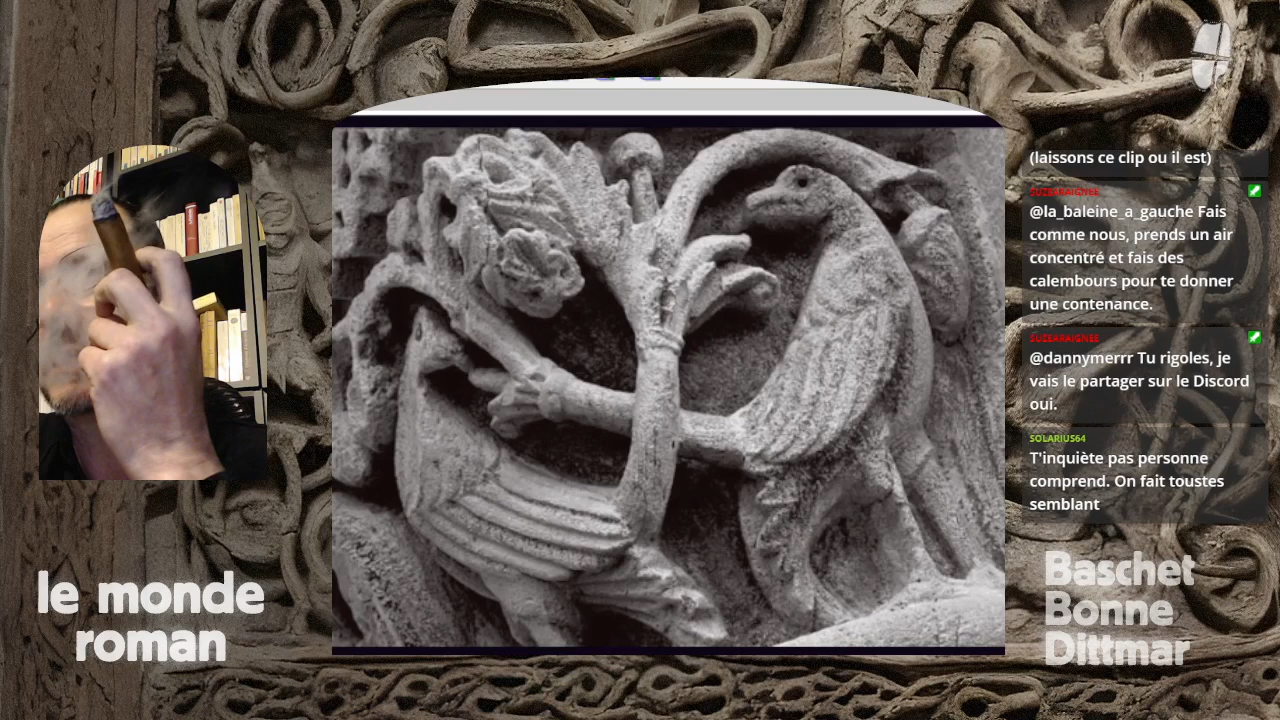 (laissons ce clip ou il est)
SUZERRAIGNEE
@la_baleine_a_gauche Fais
comme nous, prends un air
concentré et fais des
calembours pour te donner
une contenance.
SUZERRAIGNEE
@dannymerrr Tu rigoles, je
vais le partager sur le Discord
oui.
SOLARIUS64
T'inquiète pas personne
comprend. On fait toustes
semblant
le monde
roman
Baschet
Bonne
Dittmar